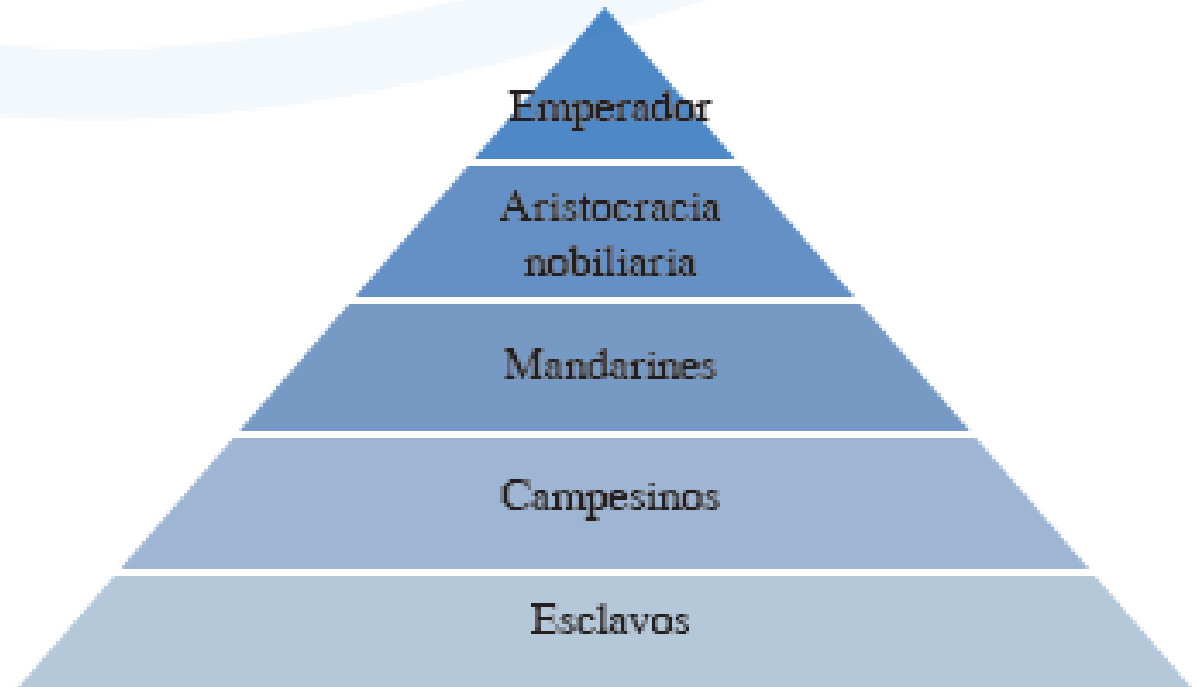 Emperador
Aristocracia
nobiliaria
Mandarines
Campesinos
Esclavos